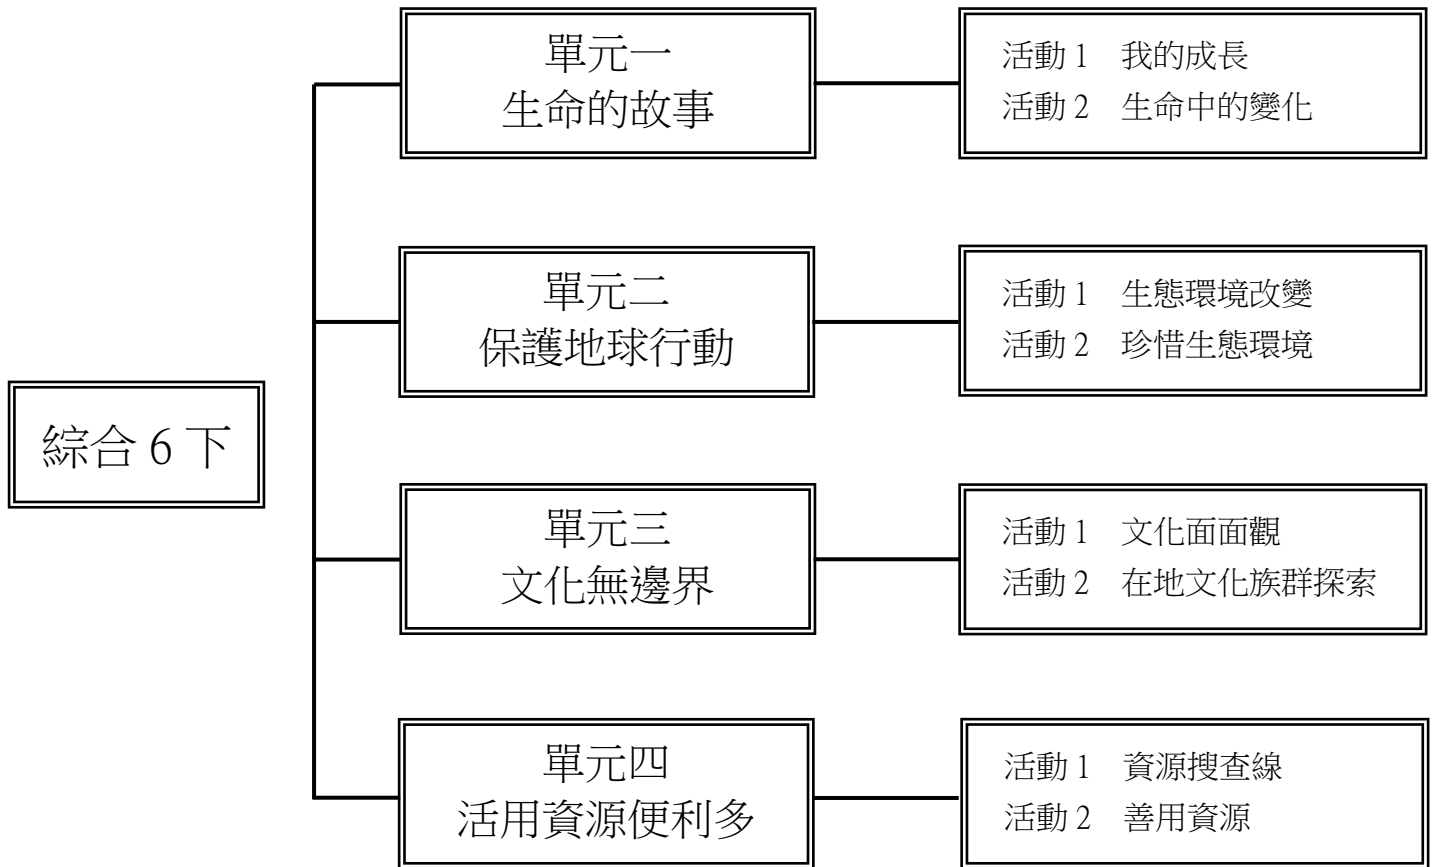 綜合 6 下
單元一
生命的故事
活動 1 我的成長
活動 2 生命中的變化
單元二
保護地球行動
活動 1 生態環境改變
活動 2 珍惜生態環境
單元三
文化無邊界
活動 1 文化面面觀
活動 2 在地文化族群探索
單元四
活用資源便利多
活動 1 資源搜查線
活動 2 善用資源